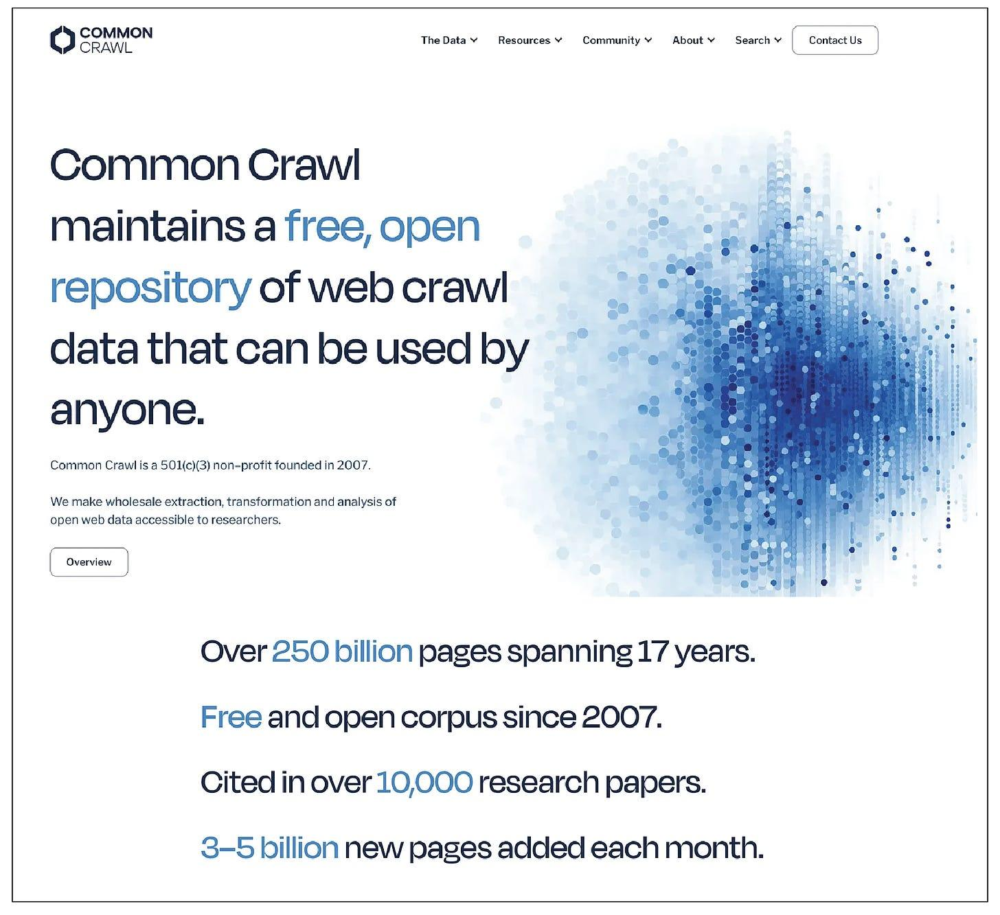 COMMON
CRAWL
The Data
Resources
Community
About
Search
Contact Us
Common Crawl
maintains a free, open
repository of web crawl
data that can be used by
anyone.
Common Crawl is a 501(c)(3) non–profit founded in 2007.
We make wholesale extraction, transformation and analysis of
open web data accessible to researchers.
Overview
Over 250 billion pages spanning 17 years.
Free and open corpus since 2007.
Cited in over 10,000 research papers.
3–5 billion new pages added each month.